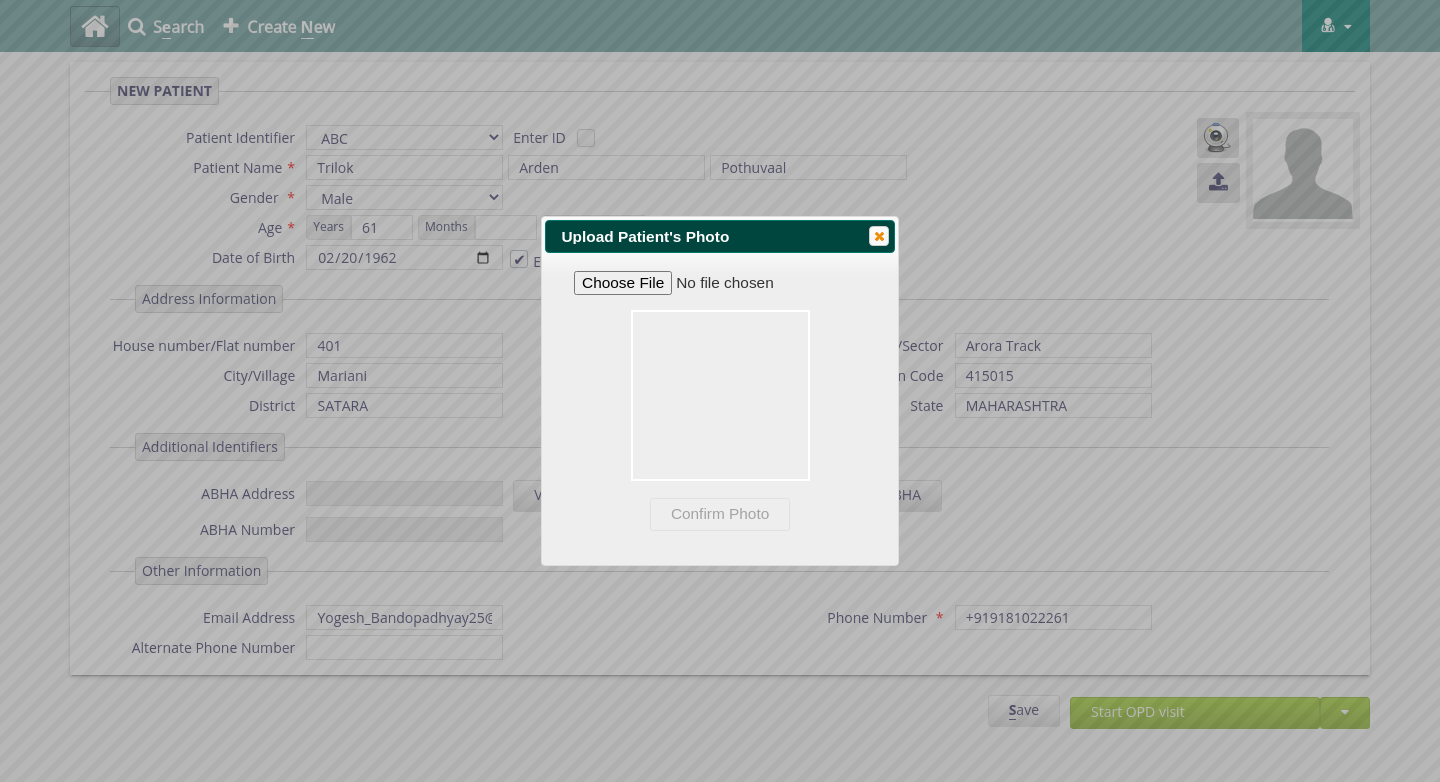 Search Create New
NEW PATIENT
Patient Identifier ABC Enter ID
Patient Name * Trilok Arden Pothuvaal
Gender * Male
Age * Years 61 Months
Date of Birth 02/20/1962
Address Information
House number/Flat number 401 /Sector Arora Track
City/Village Mariani Code 415015
District SATARA State MAHARASHTRA
Additional Identifiers
ABHA Address
ABHA Number
Other Information
Email Address Yogesh_Bandopadhyay25@ Phone Number * +919181022261
Alternate Phone Number
Save Start OPD visit
Upload Patient's Photo
Choose File No file chosen
Confirm Photo